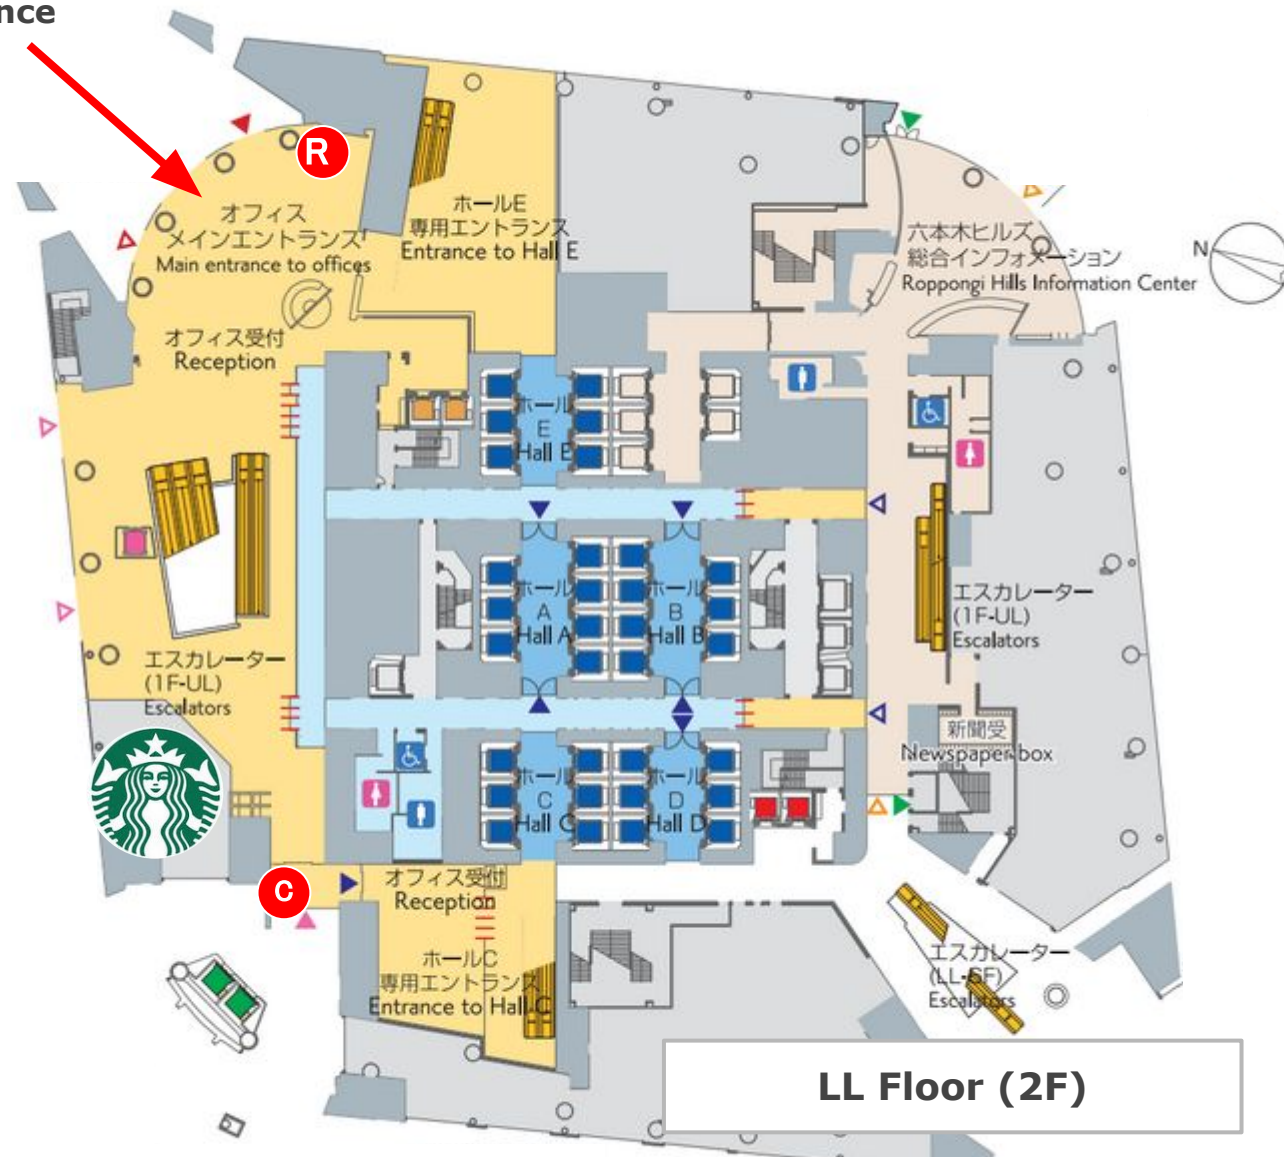 nce
R
オフィス
メインエントランス
Main entrance to offices
オフィス受付
Reception
ホールE
専用エントランス
Entrance to Hall E
六本木ヒルズ
総合インフォメーション
Roppongi Hills Information Center
N
ホール
E
Hall E
ホール
A
Hall A
ホール
B
Hall B
エスカレーター
(1F-UL)
Escalators
エスカレーター
(1F-UL)
Escalators
新聞受
Newspaper box
ホール
C
Hall C
ホール
D
Hall D
C
オフィス受付
Reception
ホールC
専用エントランス
Entrance to Hall C
エスカレーター
(LL-6F)
Escalators
LL Floor (2F)